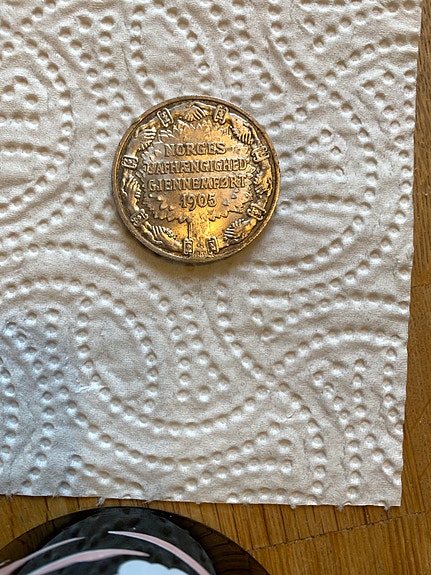 NORGES
UAFHÆNGIGHED
GJENNEMFØRT
1905